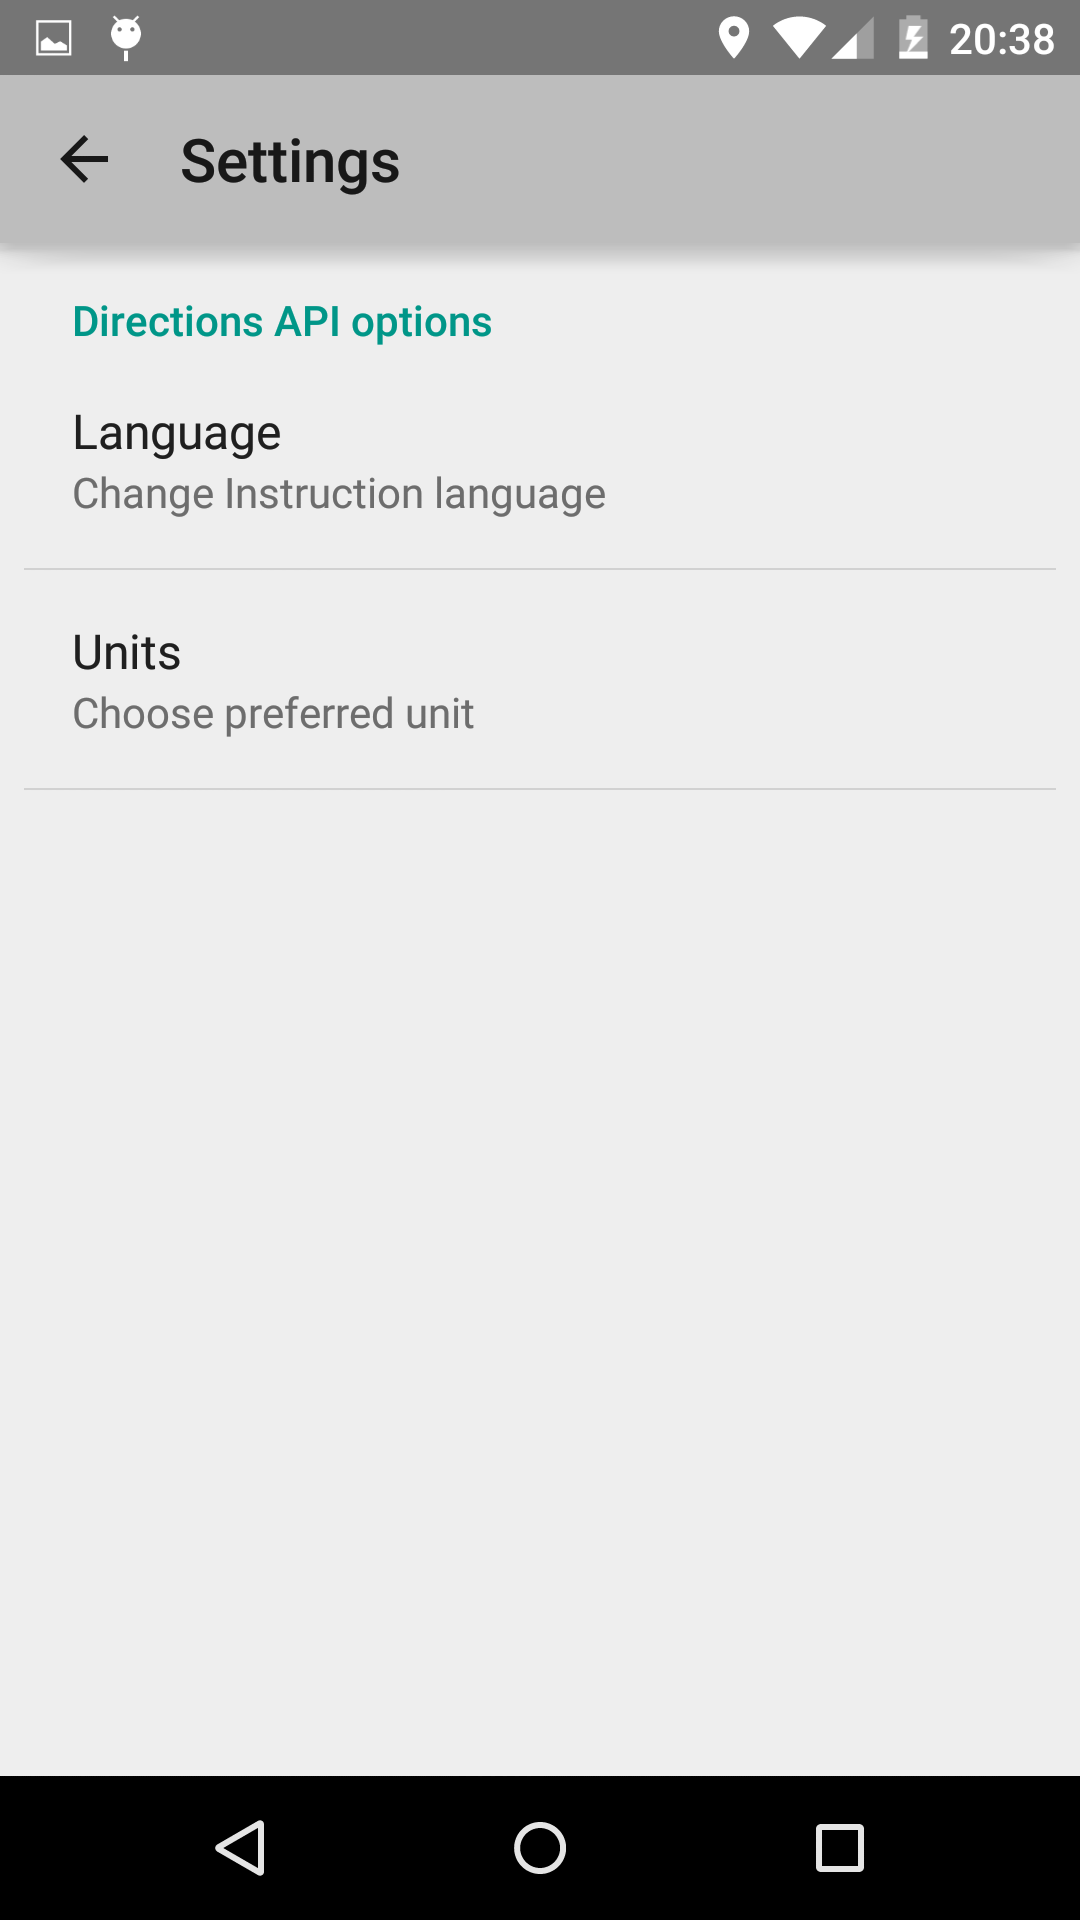 20:38
Settings
Directions API options
Language
Change Instruction language
Units
Choose preferred unit